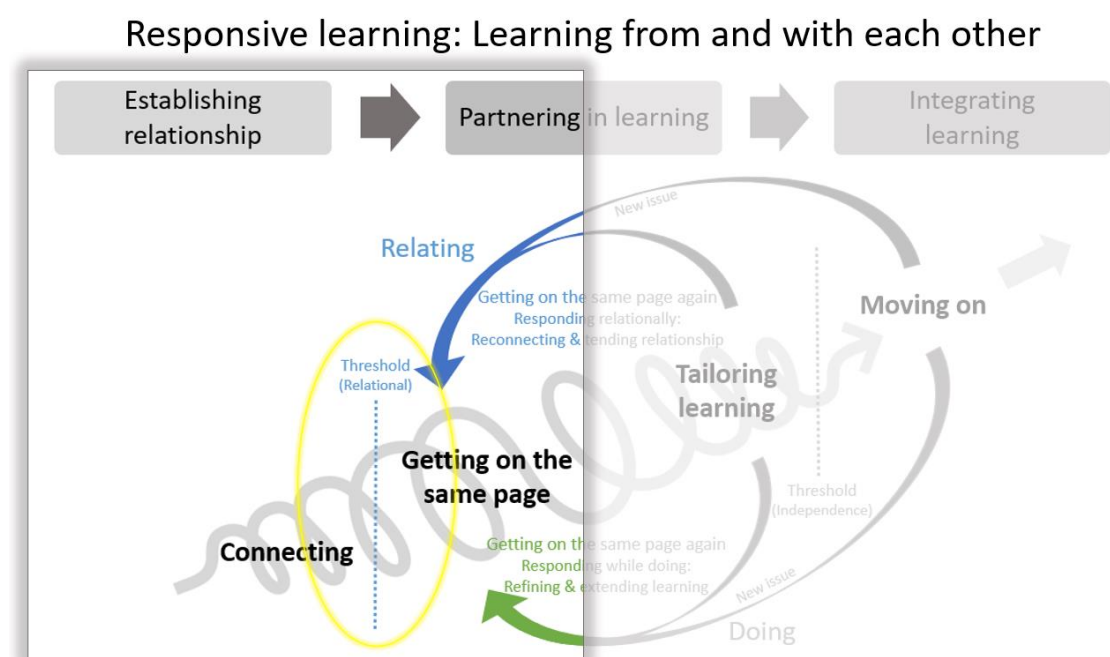 Responsive learning: Learning from and with each other
Establishing
relationship
Partnering in learning
Integrating
learning
New issue
Relating
Getting on the same page again
Responding relationally:
Reconnecting & tending relationship
Moving on
Threshold
(Relational)
Tailoring
learning
Getting on the
same page
Threshold
(Independence)
Connecting
Getting on the same page again
Responding while doing:
Refining & extending learning
New issue
Doing